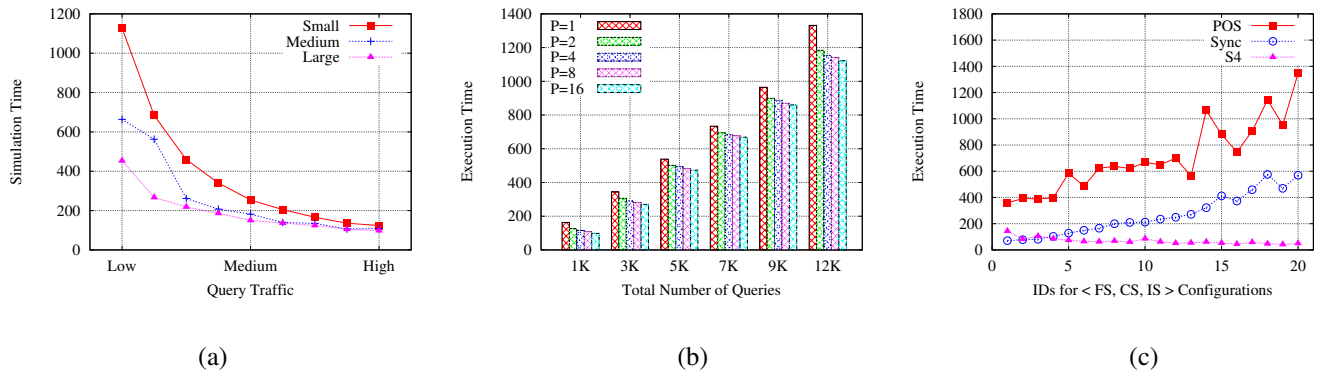 Simulation Time
1200
1000
800
600
400
200
0
Low
Medium
High
Query Traffic
Small
Medium
Large
(a)
Execution Time
1400
1200
1000
800
600
400
200
0
1K
3K
5K
7K
9K
12K
Total Number of Queries
P=1
P=2
P=4
P=8
P=16
(b)
Execution Time
1800
1600
1400
1200
1000
800
600
400
200
0
0
5
10
15
20
IDs for < FS, CS, IS > Configurations
POS
Sync
S4
(c)